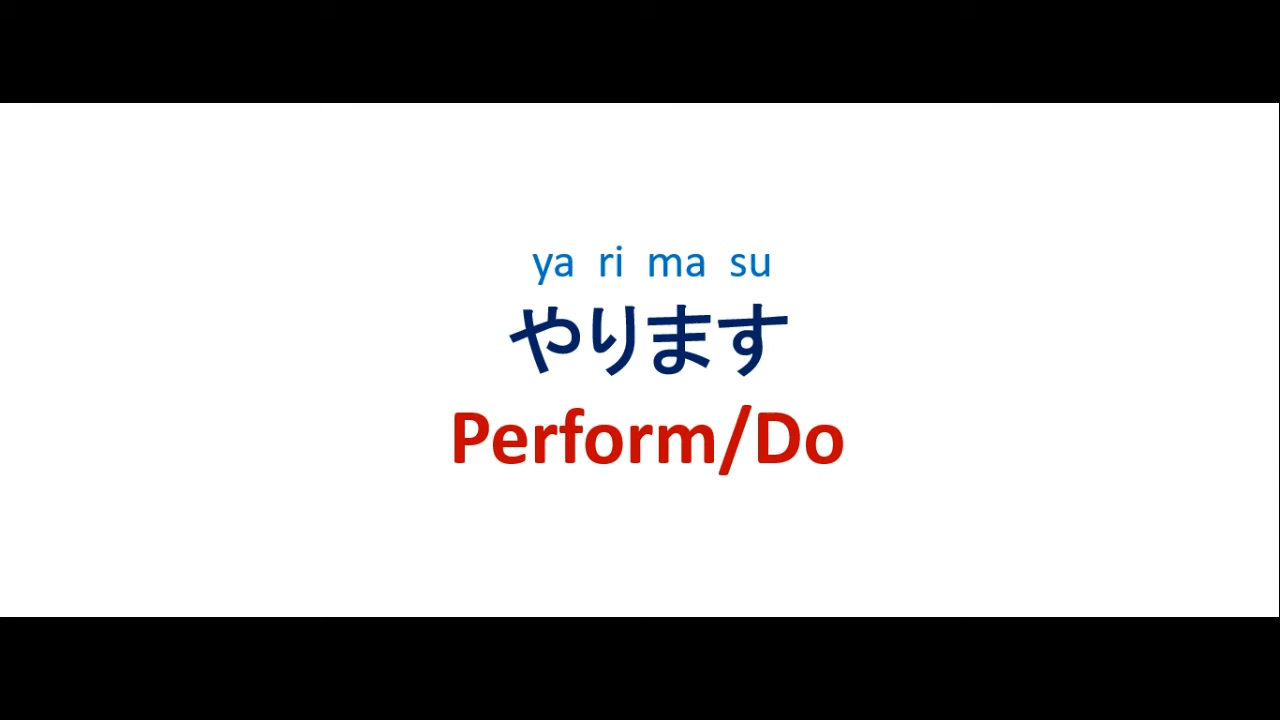 ya ri ma su
やります
Perform/Do